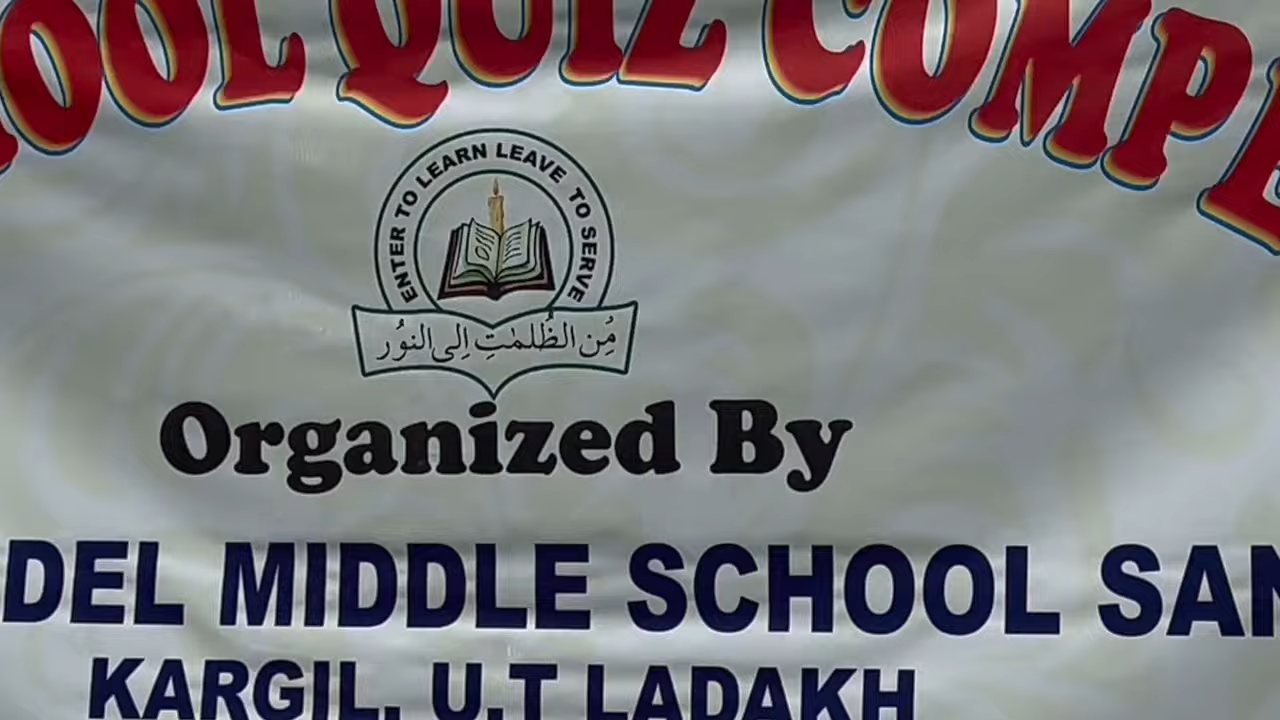 OOL QUIZ COMPE
ENTER TO LEARN LEAVE TO SERVE
مِن الظُلمٰتِ اِلى النورُ
Organized By
DEL MIDDLE SCHOOL SAN
KARGIL, U.T LADAKH